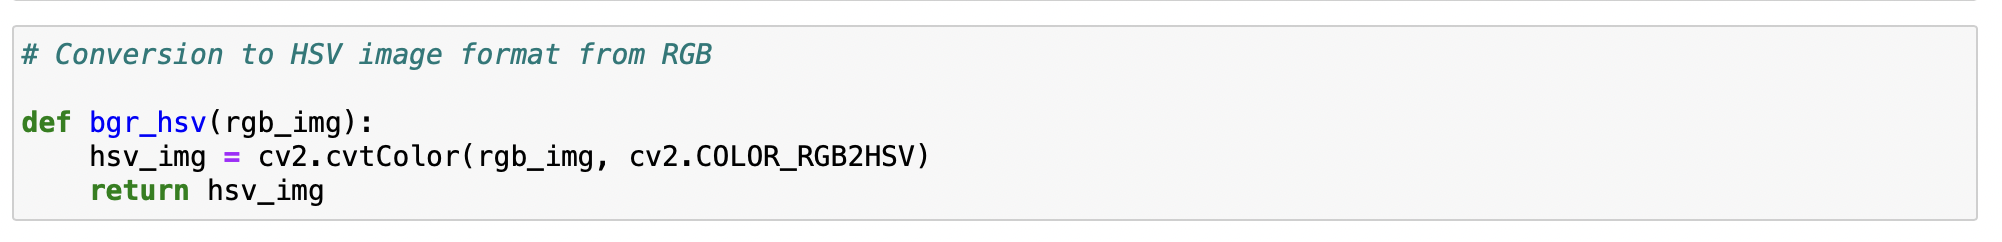 # Conversion to HSV image format from RGB
def bgr_hsv(rgb_img):
    hsv_img = cv2.cvtColor(rgb_img, cv2.COLOR_RGB2HSV)
    return hsv_img